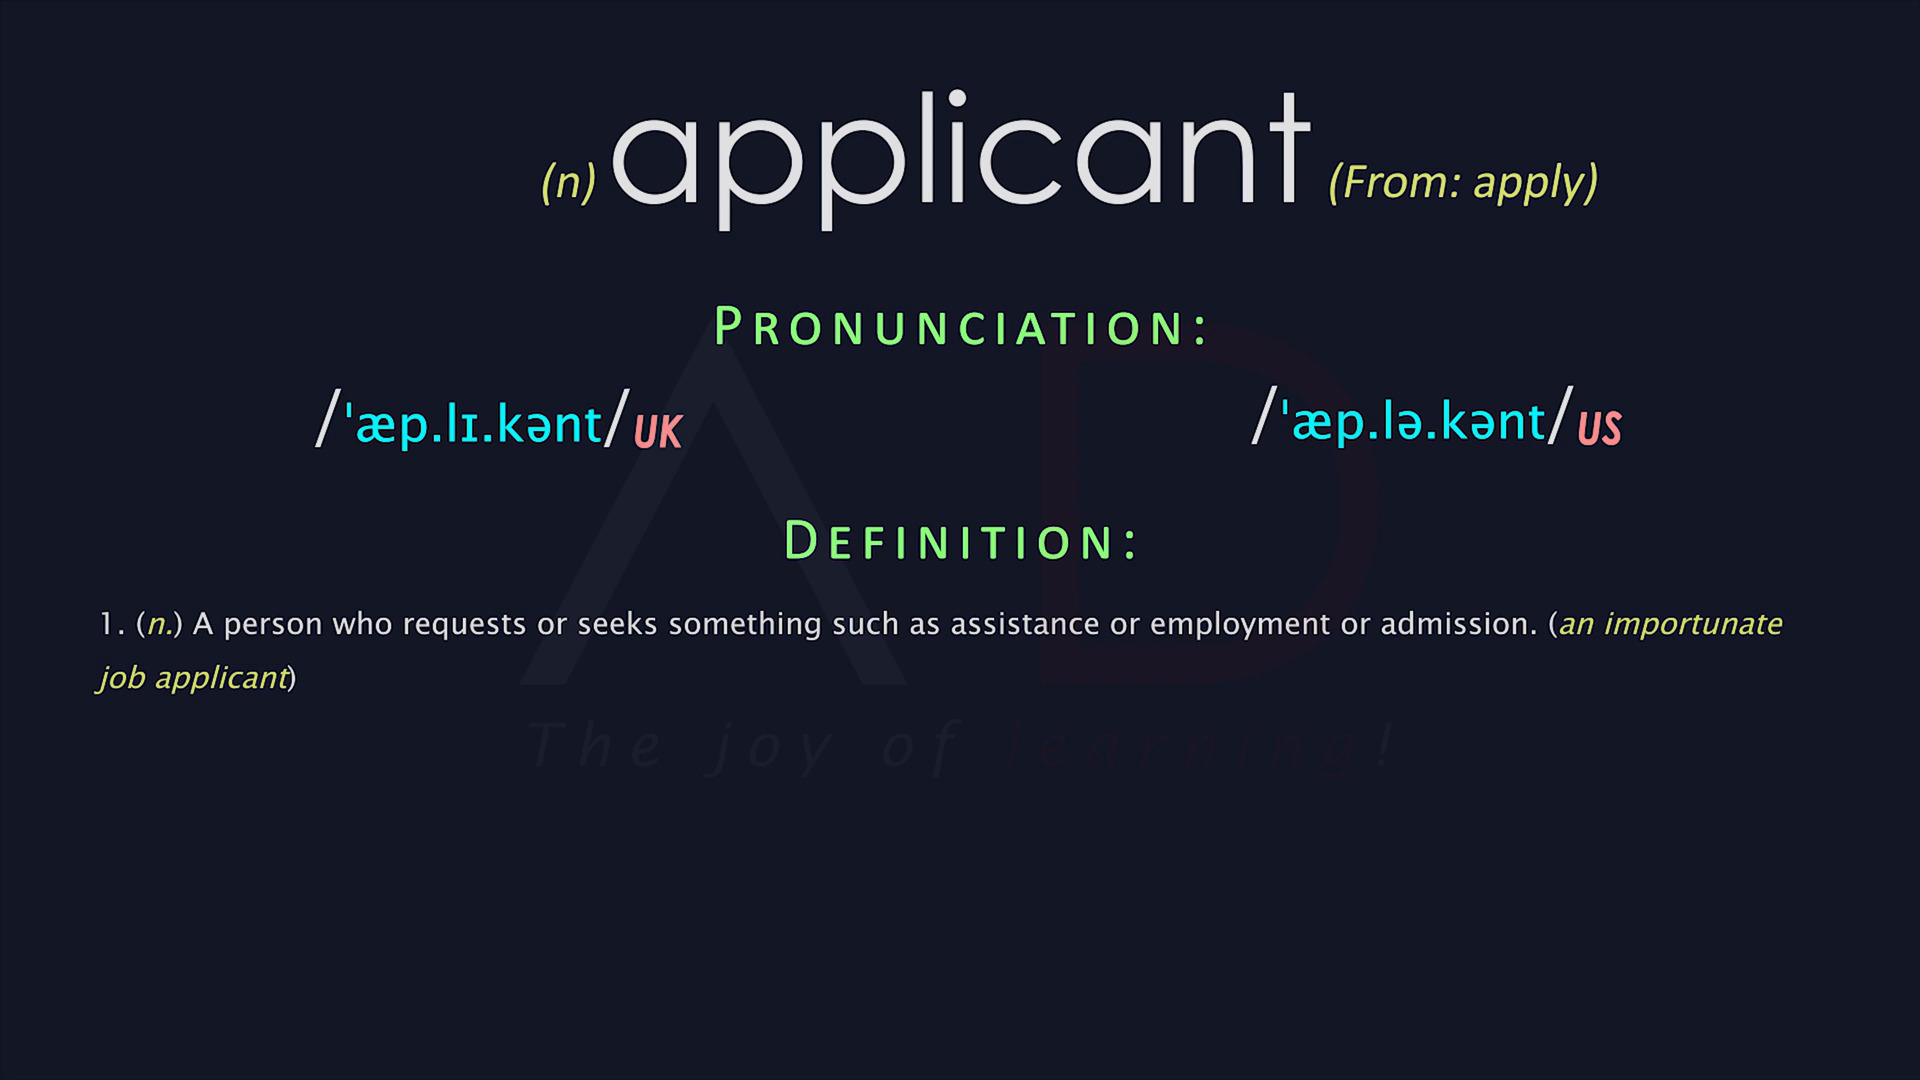 (n) applicant (From: apply)
PRONUNCIATION:
/ˈæp.lɪ.kənt/UK /ˈæp.lə.kənt/US
DEFINITION:
1. (n.) A person who requests or seeks something such as assistance or employment or admission. (an importunate
job applicant)
AD
The joy of learning!